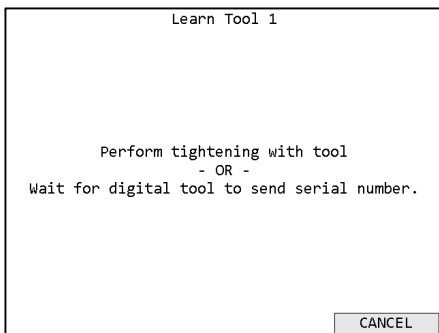 Learn Tool 1
Perform tightening with tool
- OR -
Wait for digital tool to send serial number.
CANCEL